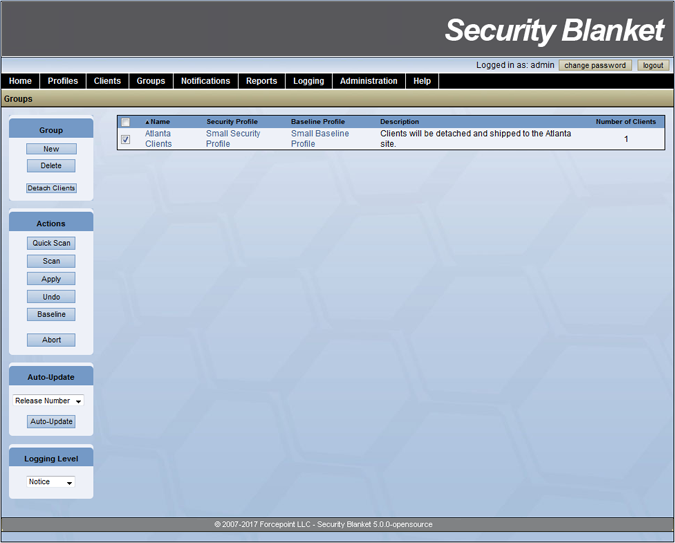 Security Blanket
Logged in as: admin change password logout
Home Profiles Clients Groups Notifications Reports Logging Administration Help
Groups
Group
New
Delete
Detach Clients
Actions
Quick Scan
Scan
Apply
Undo
Baseline
Abort
Auto-Update
Release Number
Auto-Update
Logging Level
Notice
Name Security Profile Baseline Profile Description Number of Clients
Atlanta Small Security Small Baseline Clients will be detached and shipped to the Atlanta 1
Clients Profile Profile site.
© 2007-2017 Forcepoint LLC - Security Blanket 5.0.0-opensource